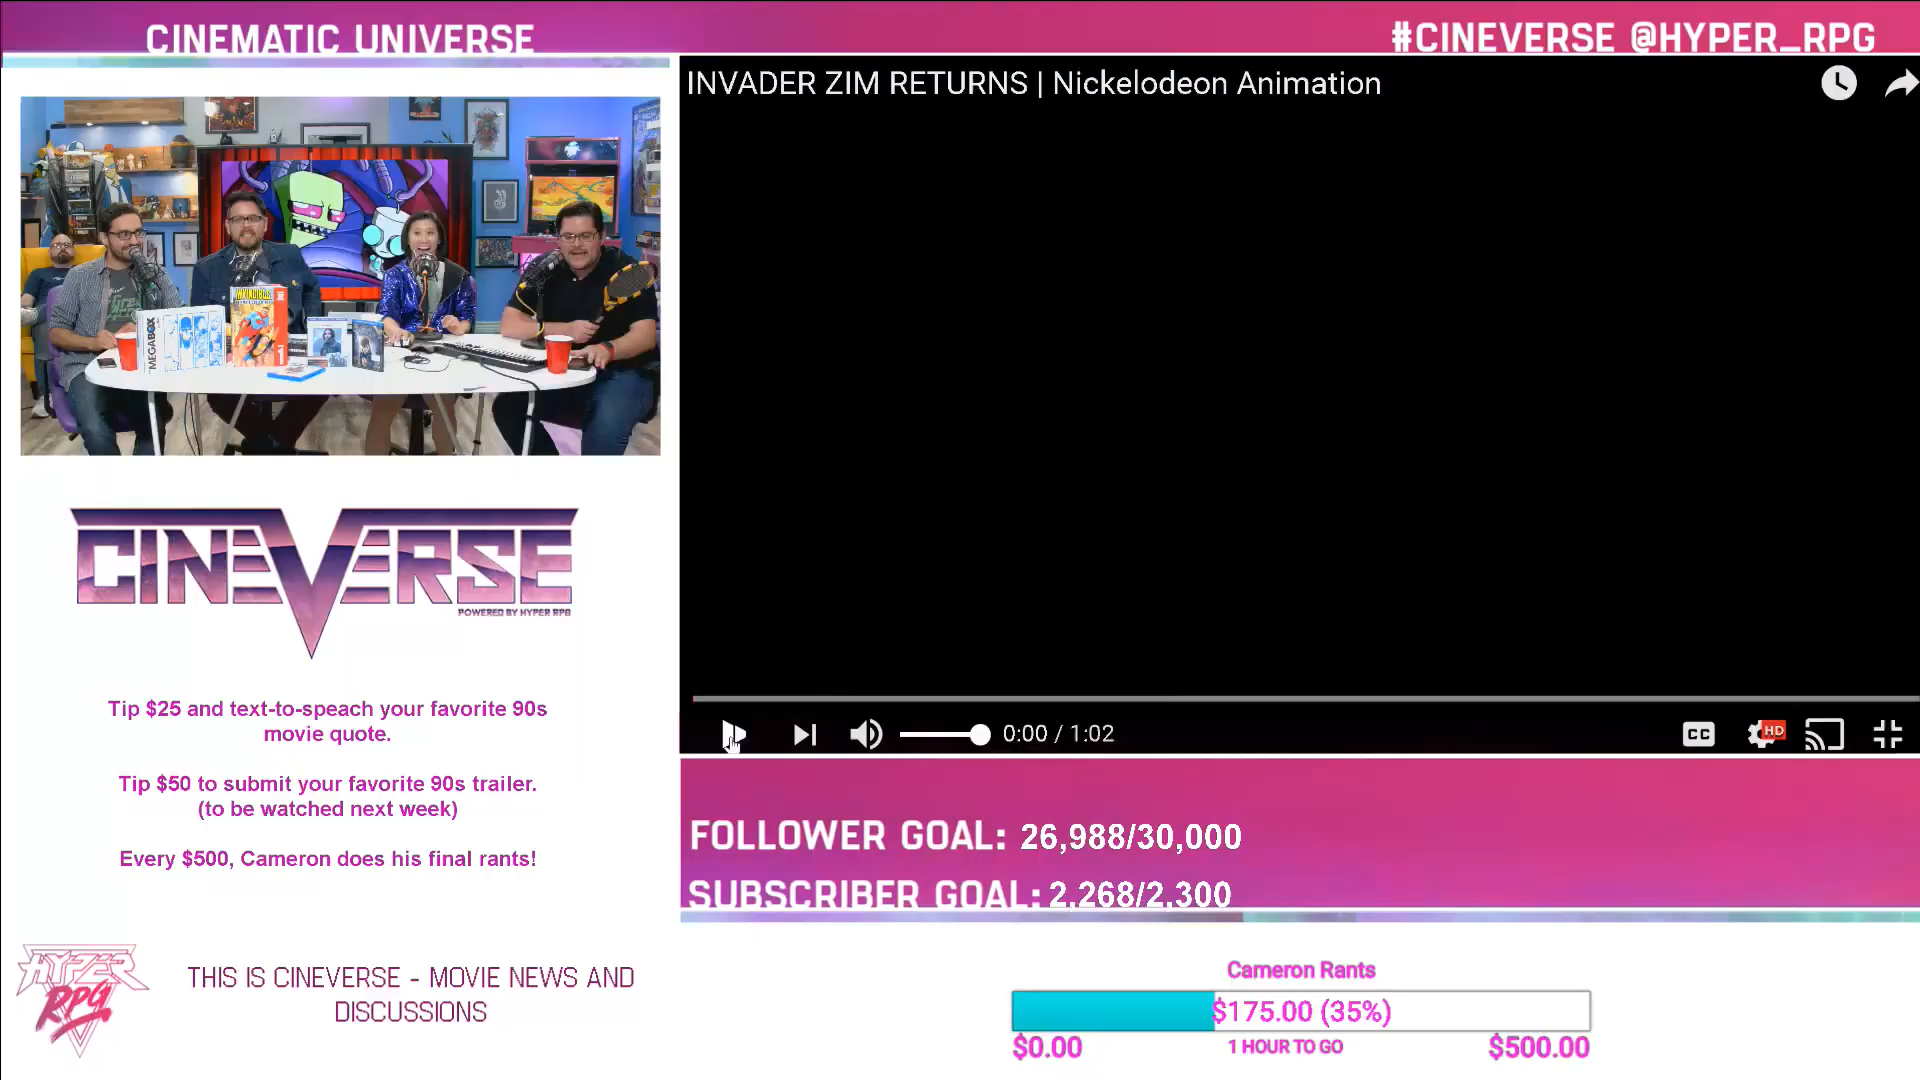 CINEMATIC UNIVERSE
#CINEVERSE @HYPER_RPG
INVADER ZIM RETURNS | Nickelodeon Animation
INVINCIBLE
MEGABOX
CINEVERSE
POWERED BY HYPER RPG
Tip $25 and text-to-speach your favorite 90s
movie quote.
Tip $50 to submit your favorite 90s trailer.
(to be watched next week)
Every $500, Cameron does his final rants!
0:00 / 1:02
CC
HD
FOLLOWER GOAL: 26,988/30,000
SUBSCRIBER GOAL: 2,268/2,300
HYPER
RPG
THIS IS CINEVERSE - MOVIE NEWS AND
DISCUSSIONS
Cameron Rants
$175.00 (35%)
$0.00
1 HOUR TO GO
$500.00